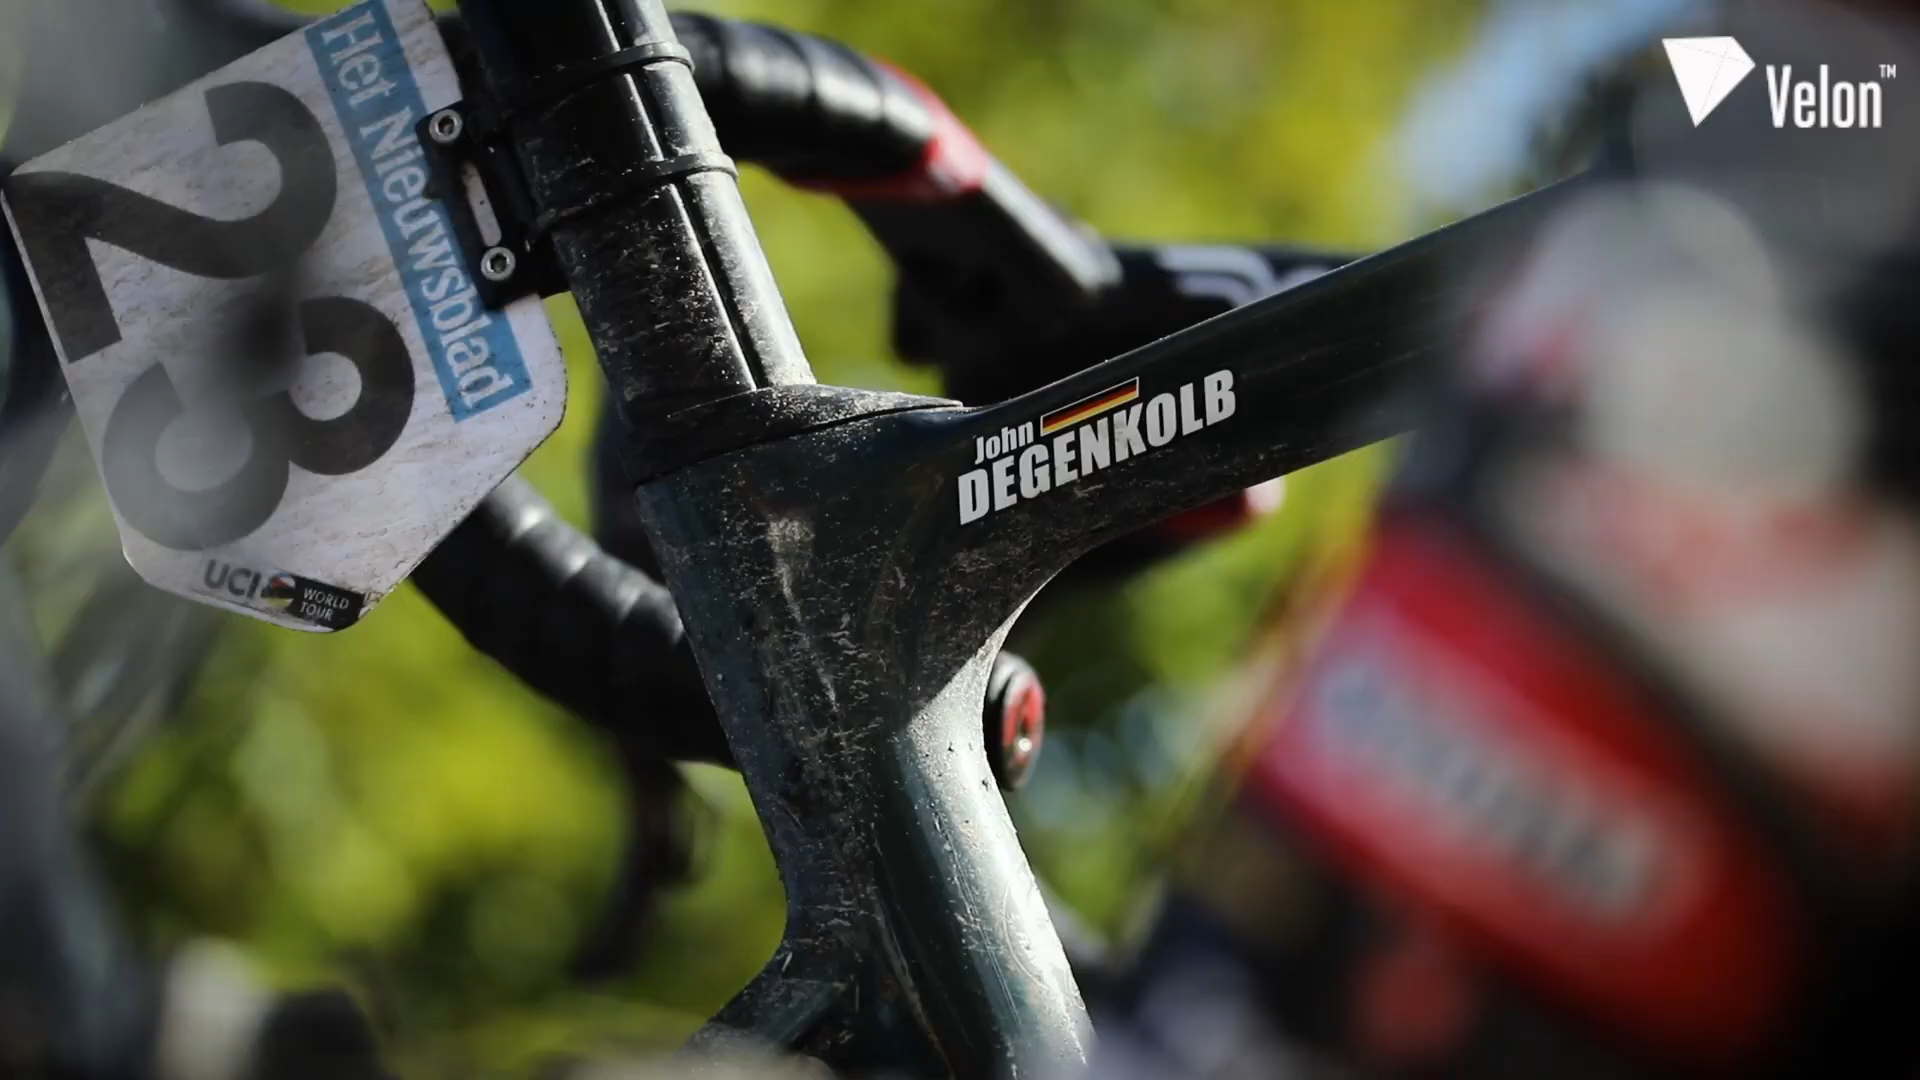 Het Nieuwsblad
23
UCI WORLD
TOUR
John
DEGENKOLB
Velon™